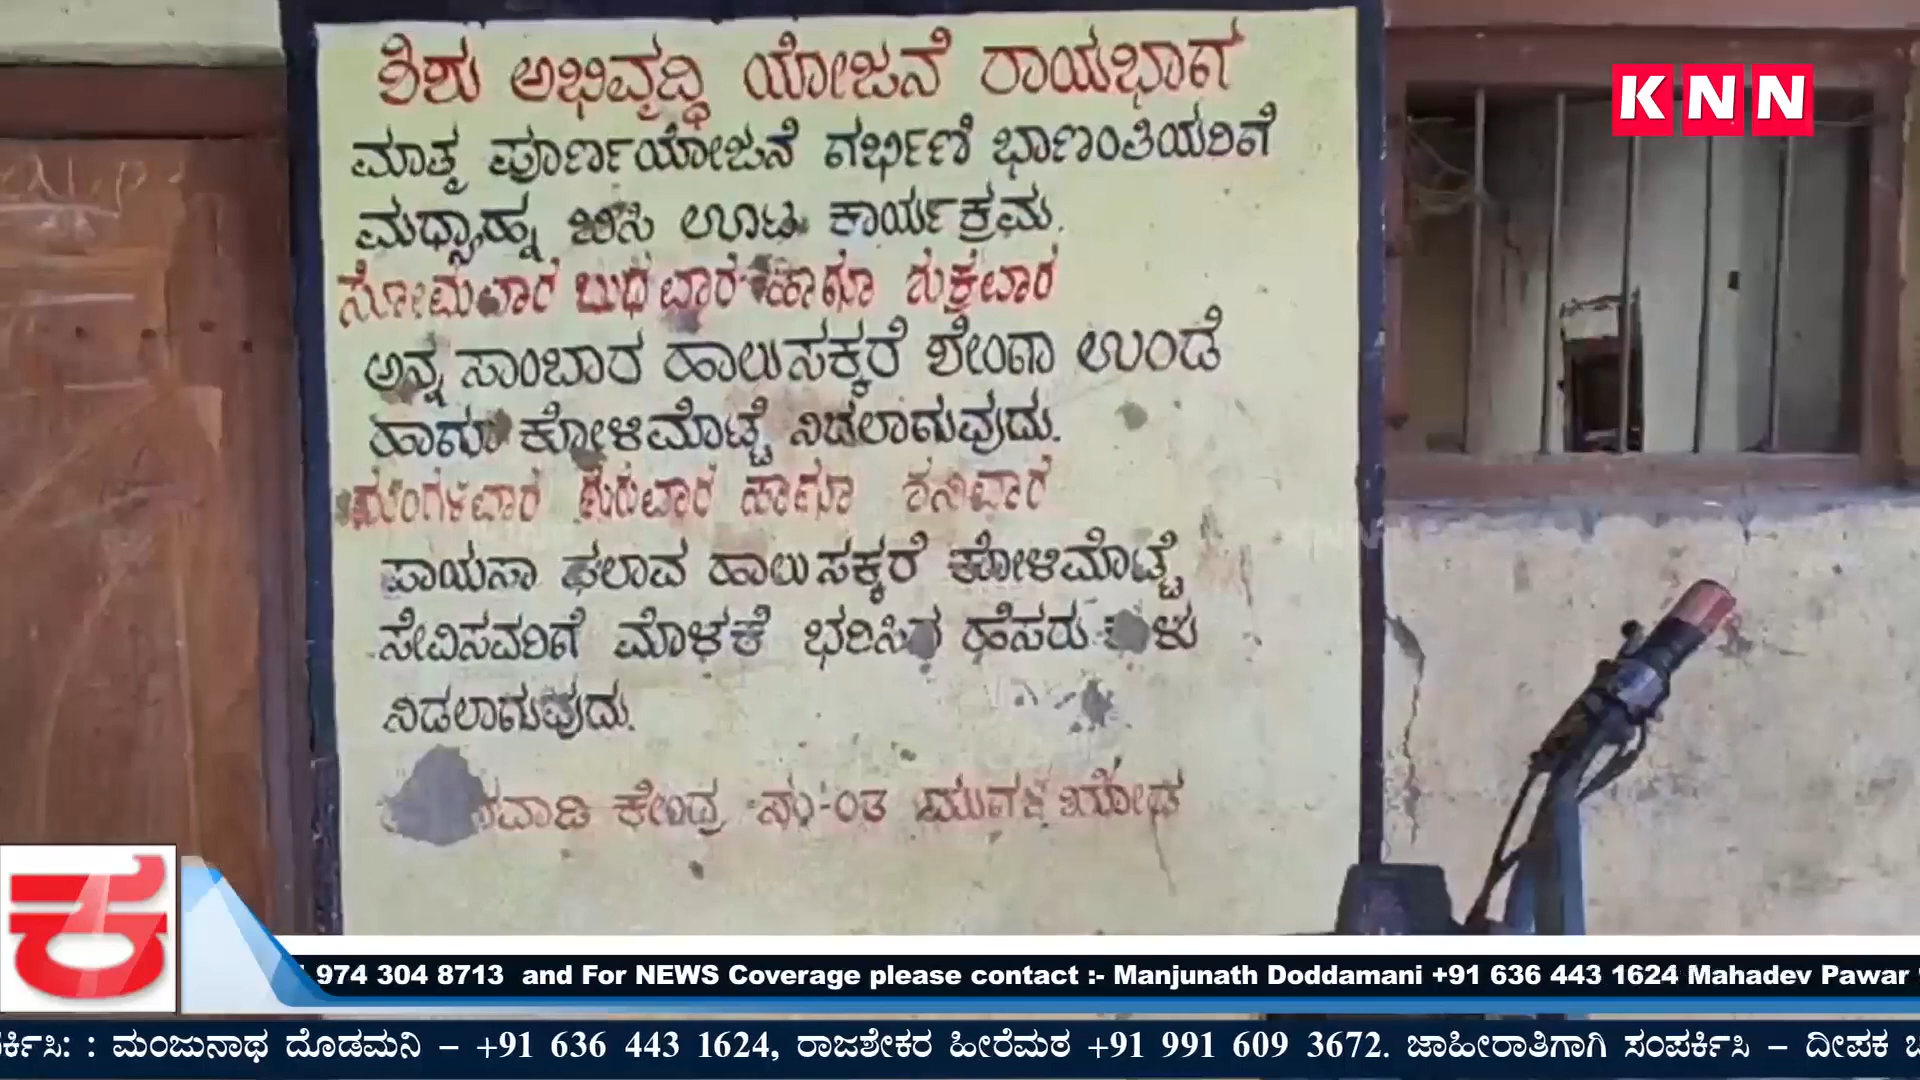 ಶಿಶು ಅಭಿವೃದ್ಧಿ ಯೋಜನೆ ರಾಯಭಾಗ
KNN
ಮಾತೃ ಪೂರ್ಣಯೋಜನೆ ಗರ್ಭಿಣಿ ಭಾಣಂತಿಯರಿಗೆ
ಮಧ್ಯಾಹ್ನ ಬಿಸಿ ಊಟ ಕಾರ್ಯಕ್ರಮ.
ಸೋಮವಾರ ಬುಧವಾರ ಹಾಗೂ ಶುಕ್ರವಾರ
ಅನ್ನ ಸಾಂಬಾರ ಹಾಲುಸಕ್ಕರೆ ಶೇಂಗಾ ಉಂಡೆ
ಹಾಗೂ ಕೋಳಿಮೊಟ್ಟೆ ನಿಡಲಾಗುವುದು.
ಮಂಗಳವಾರ ಗುರುವಾರ ಹಾಗೂ ಶನಿವಾರ
ಪಾಯಸಾ ಫಲಾವ ಹಾಲುಸಕ್ಕರೆ ಕೋಳಿಮೊಟ್ಟೆ
ಸೇವಿಸವರಿಗೆ ಮೊಳಕೆ ಭರಿಸಿದ ಹೆಸರು
ನಿಡಲಾಗುವುದು.
ಕೇಂದ್ರ
ಕ
974 304 8713 and For NEWS Coverage please contact :- Manjunath Doddamani +91 636 443 1624 Mahadev Pawar
ರ್ಕಿಸಿ: : ಮಂಜುನಾಥ ದೊಡಮನಿ – +91 636 443 1624, ರಾಜಶೇಕರ ಹೀರೆಮಠ +91 991 609 3672. ಜಾಹೀರಾತಿಗಾಗಿ ಸಂಪರ್ಕಿಸಿ – ದೀಪಕ